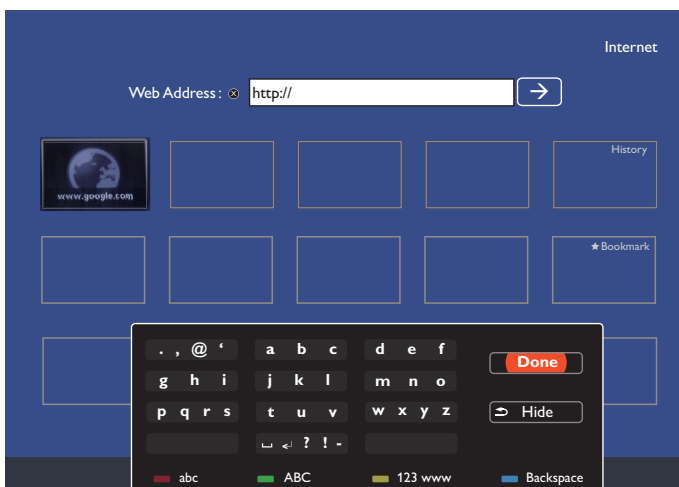 Internet
Web Address : http://
www.google.com
History
★Bookmark
. , @ ‘ a b c d e f
Done
g h i j k l m n o
p q r s t u v w x y z
Hide
␣ ↵ ? ! -
abc ABC 123 www Backspace